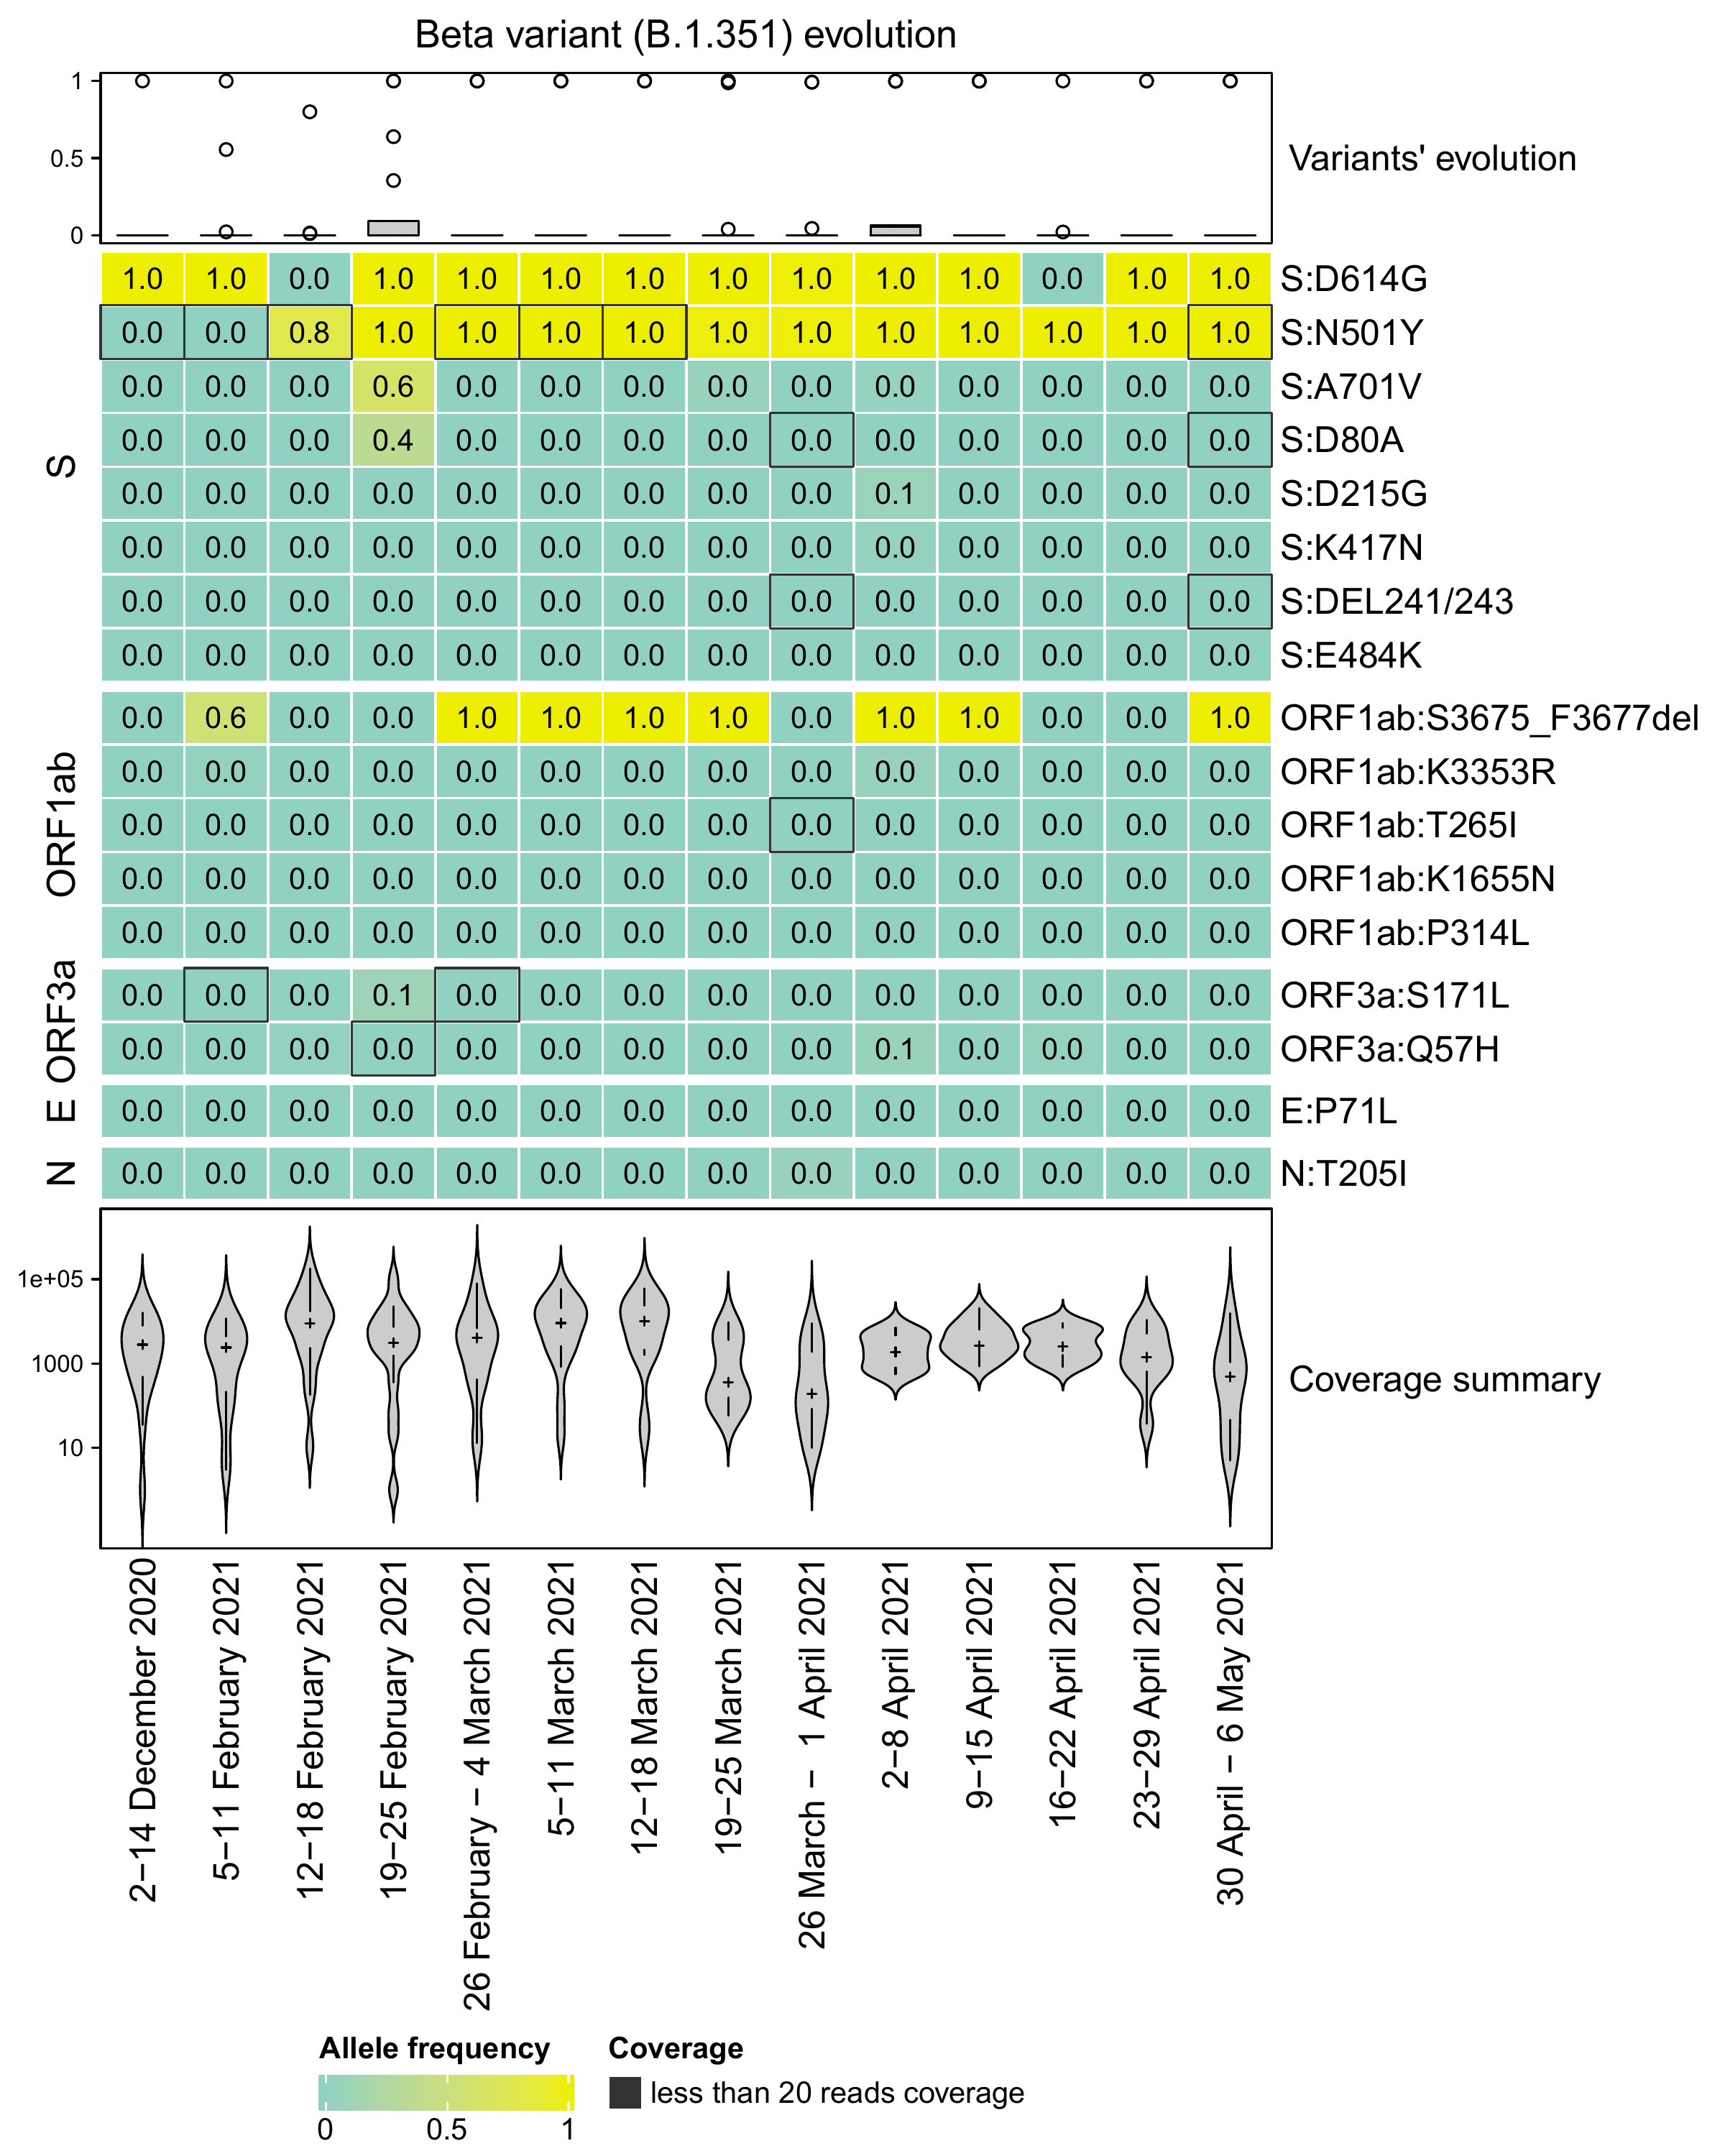 Beta variant (B.1.351) evolution
1
0.5
0
Variants' evolution
S
1.0 1.0 0.0 1.0 1.0 1.0 1.0 1.0 1.0 1.0 1.0 0.0 1.0 1.0 S:D614G
0.0 0.0 0.8 1.0 1.0 1.0 1.0 1.0 1.0 1.0 1.0 1.0 1.0 1.0 S:N501Y
0.0 0.0 0.0 0.6 0.0 0.0 0.0 0.0 0.0 0.0 0.0 0.0 0.0 0.0 S:A701V
0.0 0.0 0.0 0.4 0.0 0.0 0.0 0.0 0.0 0.0 0.0 0.0 0.0 0.0 S:D80A
0.0 0.0 0.0 0.0 0.0 0.0 0.0 0.0 0.0 0.1 0.0 0.0 0.0 0.0 S:D215G
0.0 0.0 0.0 0.0 0.0 0.0 0.0 0.0 0.0 0.0 0.0 0.0 0.0 0.0 S:K417N
0.0 0.0 0.0 0.0 0.0 0.0 0.0 0.0 0.0 0.0 0.0 0.0 0.0 0.0 S:DEL241/243
0.0 0.0 0.0 0.0 0.0 0.0 0.0 0.0 0.0 0.0 0.0 0.0 0.0 0.0 S:E484K
ORF1ab
0.0 0.6 0.0 0.0 1.0 1.0 1.0 1.0 0.0 1.0 1.0 0.0 0.0 1.0 ORF1ab:S3675_F3677del
0.0 0.0 0.0 0.0 0.0 0.0 0.0 0.0 0.0 0.0 0.0 0.0 0.0 0.0 ORF1ab:K3353R
0.0 0.0 0.0 0.0 0.0 0.0 0.0 0.0 0.0 0.0 0.0 0.0 0.0 0.0 ORF1ab:T265I
0.0 0.0 0.0 0.0 0.0 0.0 0.0 0.0 0.0 0.0 0.0 0.0 0.0 0.0 ORF1ab:K1655N
0.0 0.0 0.0 0.0 0.0 0.0 0.0 0.0 0.0 0.0 0.0 0.0 0.0 0.0 ORF1ab:P314L
ORF3a
0.0 0.0 0.0 0.1 0.0 0.0 0.0 0.0 0.0 0.0 0.0 0.0 0.0 0.0 ORF3a:S171L
0.0 0.0 0.0 0.0 0.0 0.0 0.0 0.0 0.0 0.1 0.0 0.0 0.0 0.0 ORF3a:Q57H
E
0.0 0.0 0.0 0.0 0.0 0.0 0.0 0.0 0.0 0.0 0.0 0.0 0.0 0.0 E:P71L
N
0.0 0.0 0.0 0.0 0.0 0.0 0.0 0.0 0.0 0.0 0.0 0.0 0.0 0.0 N:T205I
1e+05
1000
10
Coverage summary
2−14 December 2020
5−11 February 2021
12−18 February 2021
19−25 February 2021
26 February − 4 March 2021
5−11 March 2021
12−18 March 2021
19−25 March 2021
26 March − 1 April 2021
2−8 April 2021
9−15 April 2021
16−22 April 2021
23−29 April 2021
30 April − 6 May 2021
Allele frequency
0 0.5 1
Coverage
less than 20 reads coverage